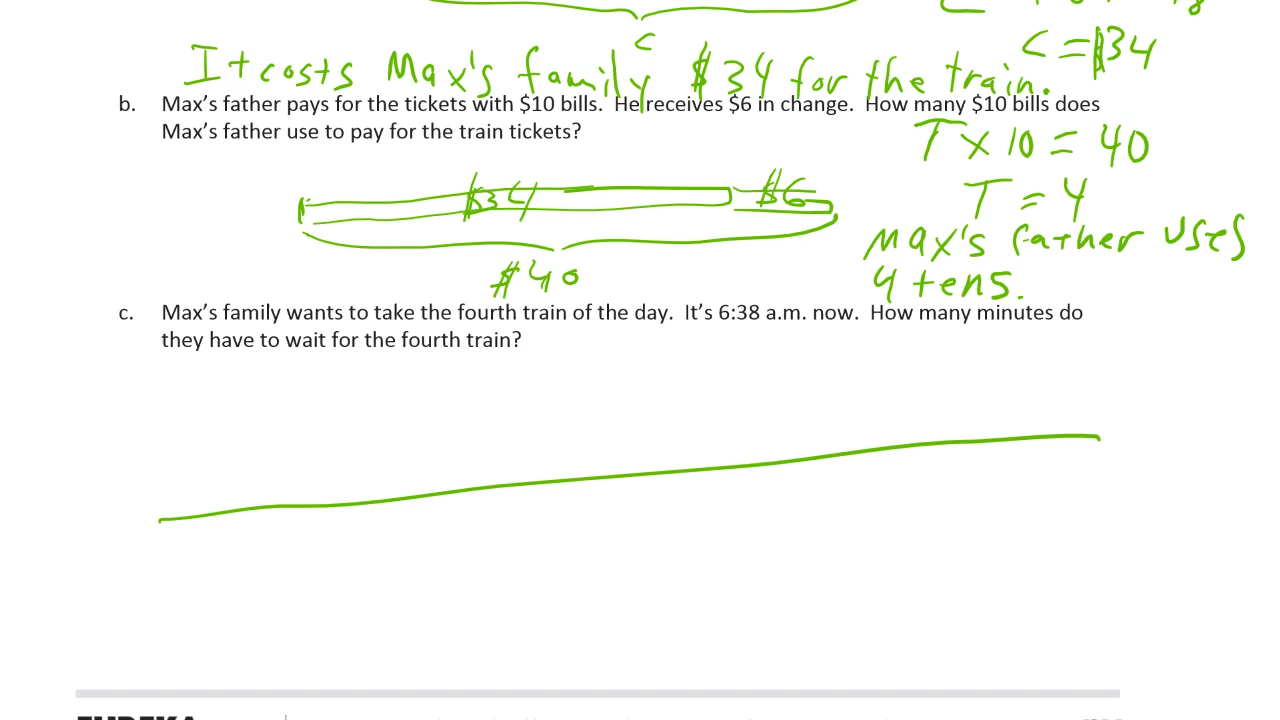 c
C = $34
It costs Max's family $34 for the train.
b. Max's father pays for the tickets with $10 bills. He receives $6 in change. How many $10 bills does
Max's father use to pay for the train tickets?
T x 10 = 40
$34 $6
T = 4
Max's father uses
$40
4 tens.
c. Max's family wants to take the fourth train of the day. It's 6:38 a.m. now. How many minutes do
they have to wait for the fourth train?
EUREKA